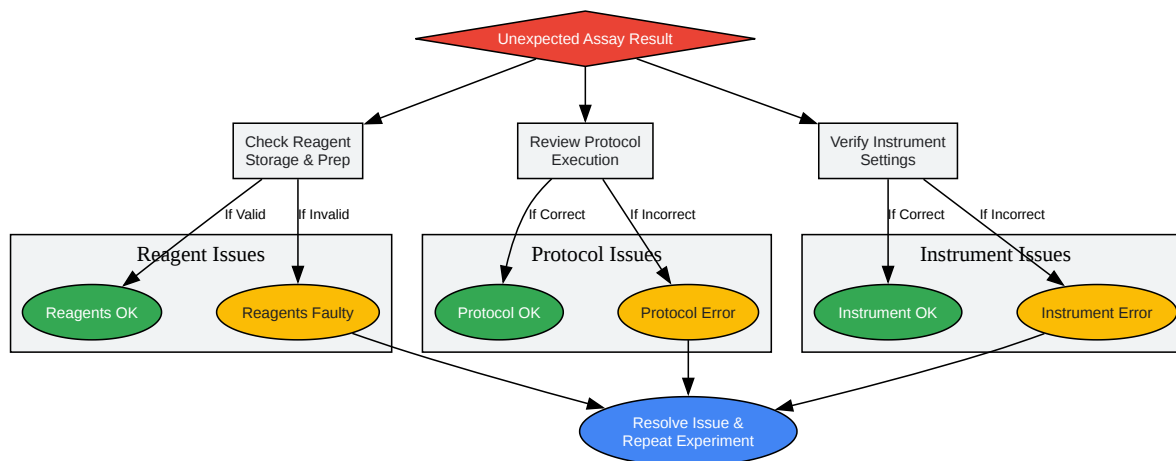 Unexpected Assay Result
Check Reagent
Storage & Prep
Review Protocol
Execution
Verify Instrument
Settings
If Valid
If Invalid
If Correct
If Incorrect
If Correct
If Incorrect
Reagent Issues
Protocol Issues
Instrument Issues
Reagents OK
Reagents Faulty
Protocol OK
Protocol Error
Instrument OK
Instrument Error
Resolve Issue &
Repeat Experiment